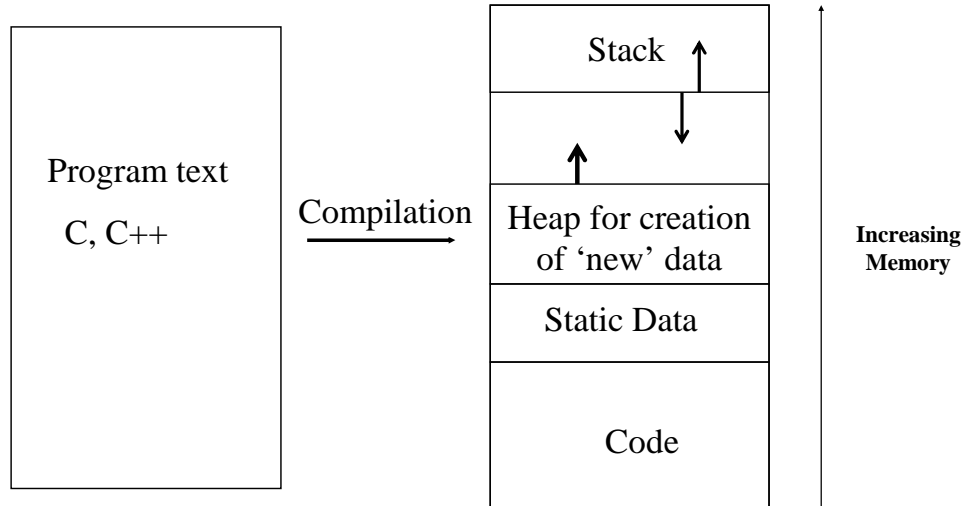 Program text
C, C++
Compilation
Stack
Heap for creation
of ‘new’ data
Static Data
Code
Increasing
Memory